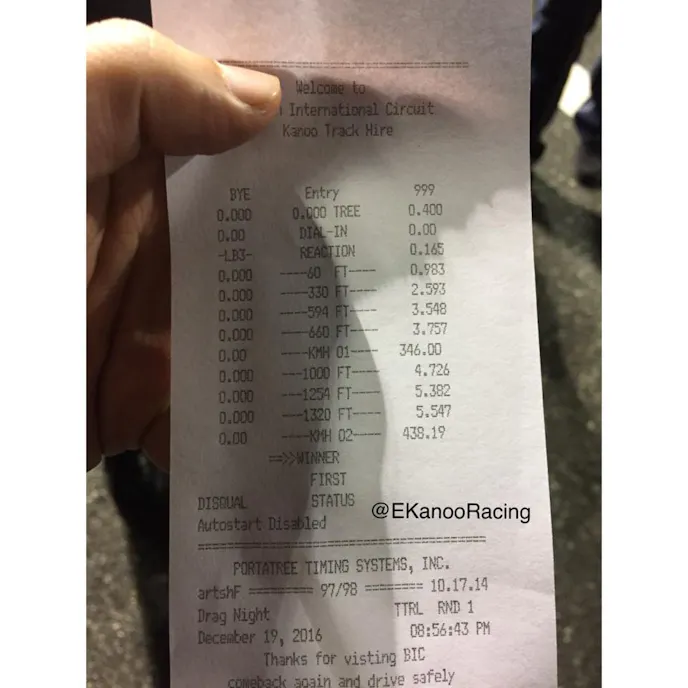 Welcome to
International Circuit
Kanoo Track Hire
BYE Entry 999
0.000 0.000 TREE 0.400
0.00 DIAL-IN 0.00
-LB3- REACTION 0.165
0.000 ----60 FT---- 0.983
0.000 ----330 FT---- 2.593
0.000 ----594 FT---- 3.548
0.000 ----660 FT---- 3.757
0.00 ----KMH 01---- 346.00
0.000 ----1000 FT---- 4.726
0.000 ----1254 FT---- 5.382
0.000 ----1320 FT---- 5.547
0.00 ----KMH 02---- 438.19
==>>WINNER
FIRST
DISQUAL STATUS
@EKanooRacing
Autostart Disabled
PORTATREE TIMING SYSTEMS, INC.
artshF ========= 97/98 ======== 10.17.14
Drag Night TTRL RND 1
December 19, 2016 08:56:43 PM
Thanks for visting BIC
comeback again and drive safely